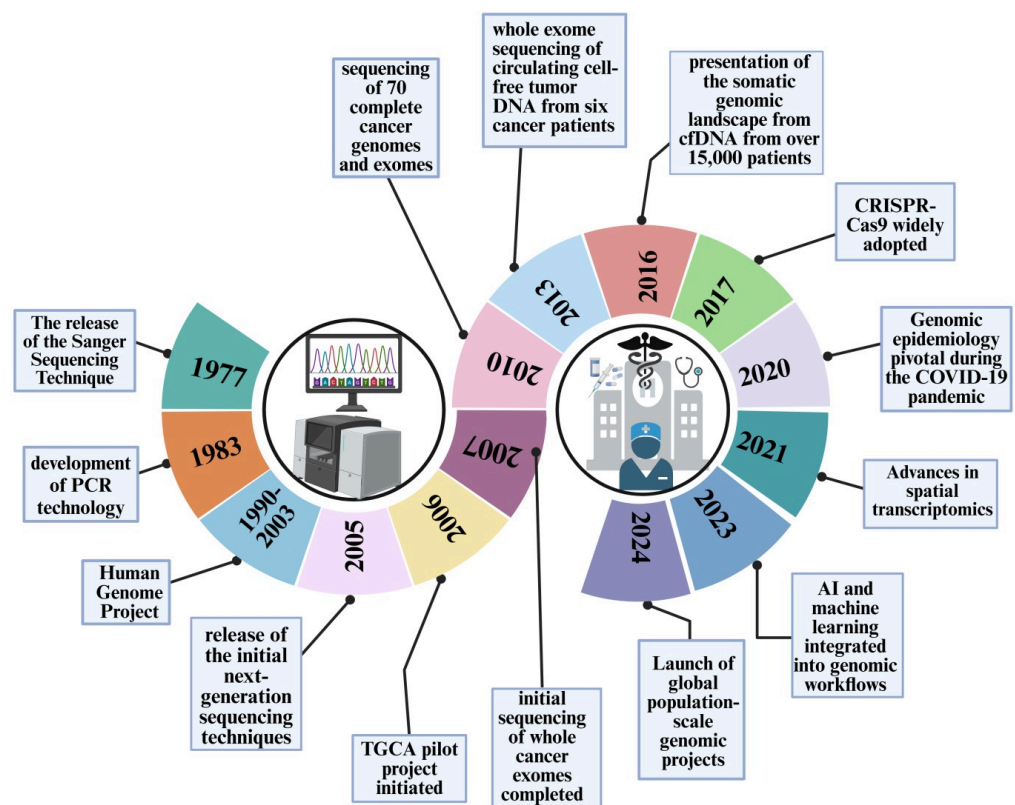 The release
of the Sanger
Sequencing
Technique
1977
development
of PCR
technology
1983
Human
Genome
Project
1990-
2003
release of
the initial
next-
generation
sequencing
techniques
2005
TGCA pilot
project
initiated
2006
initial
sequencing
of whole
cancer
exomes
completed
2007
sequencing
of 70
complete
cancer
genomes
and exomes
2010
whole exome
sequencing of
circulating cell-
free tumor
DNA from six
cancer patients
2013
presentation of
the somatic
genomic
landscape from
cfDNA from over
15,000 patients
2016
CRISPR-
Cas9 widely
adopted
2017
Genomic
epidemiology
pivotal during
the COVID-19
pandemic
2020
Advances in
spatial
transcriptomics
2021
AI and
machine
learning
integrated
into genomic
workflows
2023
Launch of
global
population-
scale
genomic
projects
2024